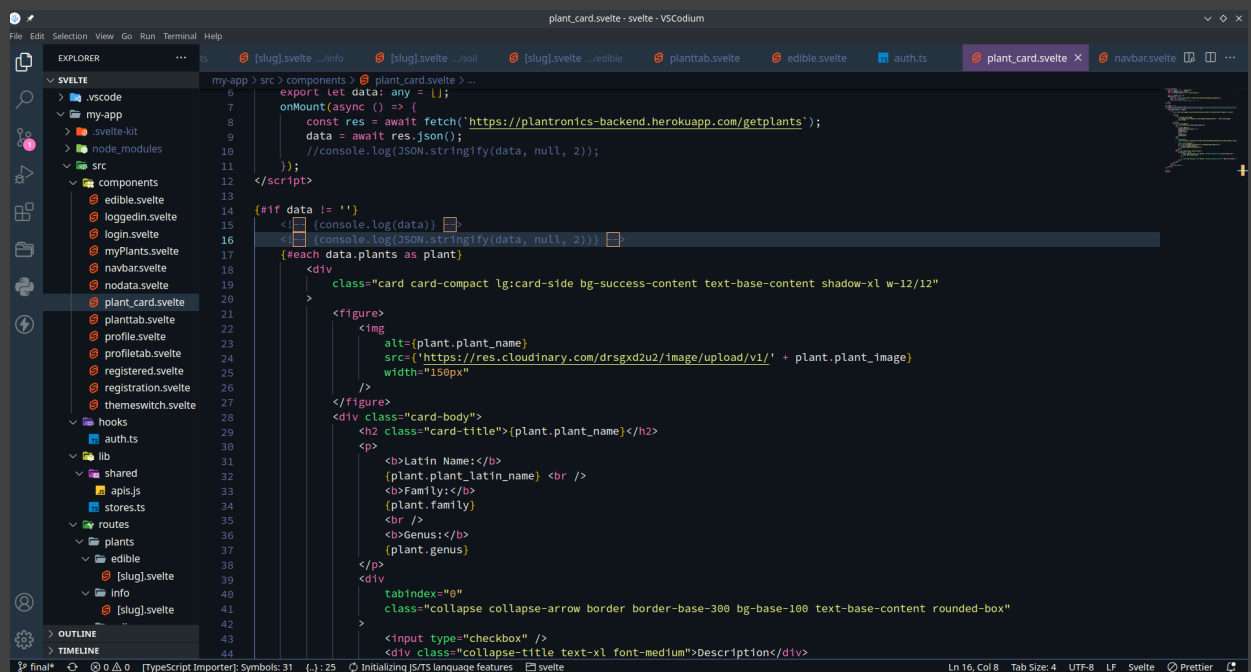 plant_card.svelte - svelte - VSCodium
File Edit Selection View Go Run Terminal Help
EXPLORER
ts
[slug].svelte .../info
[slug].svelte .../soil
[slug].svelte .../edible
planttab.svelte
edible.svelte
auth.ts
plant_card.svelte
navbar.svelte
my-app > src > components > plant_card.svelte > ...
SVELTE
.vscode
my-app
.svelte-kit
node_modules
src
components
edible.svelte
loggedin.svelte
login.svelte
myPlants.svelte
navbar.svelte
nodata.svelte
plant_card.svelte
planttab.svelte
profile.svelte
profiletab.svelte
registered.svelte
registration.svelte
themeswitch.svelte
hooks
auth.ts
lib
shared
apis.js
stores.ts
routes
plants
edible
[slug].svelte
info
[slug].svelte
OUTLINE
TIMELINE
6 export let data: any = [];
7 onMount(async () => {
8 const res = await fetch(`https://plantronics-backend.herokuapp.com/getplants`);
9 data = await res.json();
10 //console.log(JSON.stringify(data, null, 2));
11 });
12 </script>
13
14 {#if data != ''}
15 <!-- {console.log(data)} -->
16 <!-- {console.log(JSON.stringify(data, null, 2))} -->
17 {#each data.plants as plant}
18 <div
19 class="card card-compact lg:card-side bg-success-content text-base-content shadow-xl w-12/12"
20 >
21 <figure>
22 <img
23 alt={plant.plant_name}
24 src={'https://res.cloudinary.com/drsgxd2u2/image/upload/v1/' + plant.plant_image}
25 width="150px"
26 />
27 </figure>
28 <div class="card-body">
29 <h2 class="card-title">{plant.plant_name}</h2>
30 <p>
31 <b>Latin Name:</b>
32 {plant.plant_latin_name} <br />
33 <b>Family:</b>
34 {plant.family}
35 <br />
36 <b>Genus:</b>
37 {plant.genus}
38 </p>
39 <div
40 tabindex="0"
41 class="collapse collapse-arrow border border-base-300 bg-base-100 text-base-content rounded-box"
42 >
43 <input type="checkbox" />
44 <div class="collapse-title text-xl font-medium">Description</div>
final* 0 0 [TypeScript Importer]: Symbols: 31 {..} : 25 Initializing JS/TS language features svelte Ln 16, Col 8 Tab Size: 4 UTF-8 LF Svelte Prettier